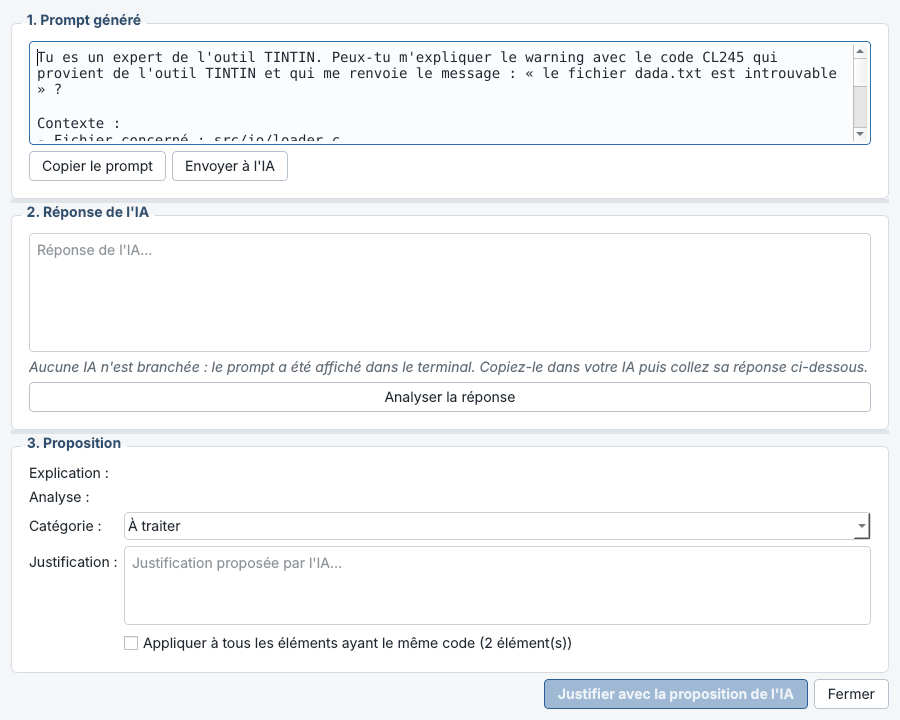 1. Prompt généré
Tu es un expert de l'outil TINTIN. Peux-tu m'expliquer le warning avec le code CL245 qui
provient de l'outil TINTIN et qui me renvoie le message : « le fichier dada.txt est introuvable
» ?
Contexte :
- Fichier concerné : src/io/loader.c
Copier le prompt
Envoyer à l'IA
2. Réponse de l'IA
Réponse de l'IA...
Aucune IA n'est branchée : le prompt a été affiché dans le terminal. Copiez-le dans votre IA puis collez sa réponse ci-dessous.
Analyser la réponse
3. Proposition
Explication :
Analyse :
Catégorie : À traiter
Justification : Justification proposée par l'IA...
Appliquer à tous les éléments ayant le même code (2 élément(s))
Justifier avec la proposition de l'IA
Fermer